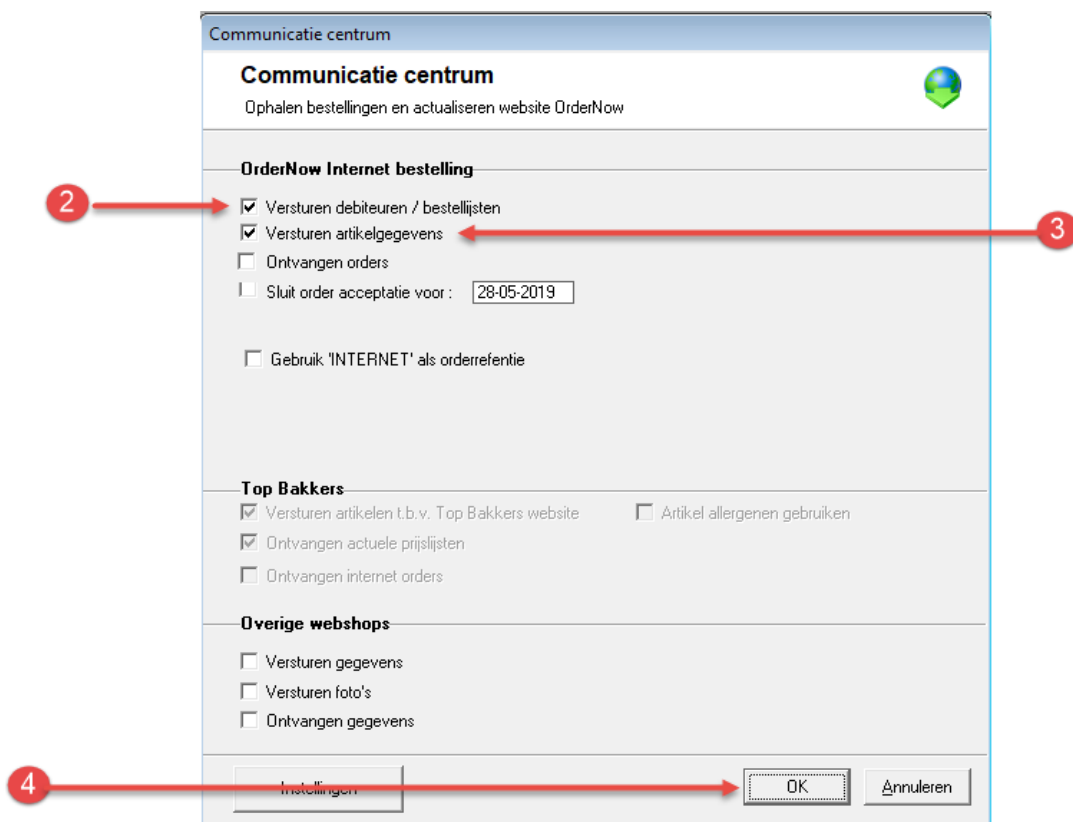 Communicatie centrum
Communicatie centrum
Ophalen bestellingen en actualiseren website OrderNow
OrderNow Internet bestelling
2
Versturen debiteuren / bestellijsten
Versturen artikelgegevens
3
Ontvangen orders
Sluit order acceptatie voor : 28-05-2019
Gebruik 'INTERNET' als orderrefentie
Top Bakkers
Versturen artikelen t.b.v. Top Bakkers website Artikel allergenen gebruiken
Ontvangen actuele prijslijsten
Ontvangen internet orders
Overige webshops
Versturen gegevens
Versturen foto's
Ontvangen gegevens
4
Instellingen OK Annuleren